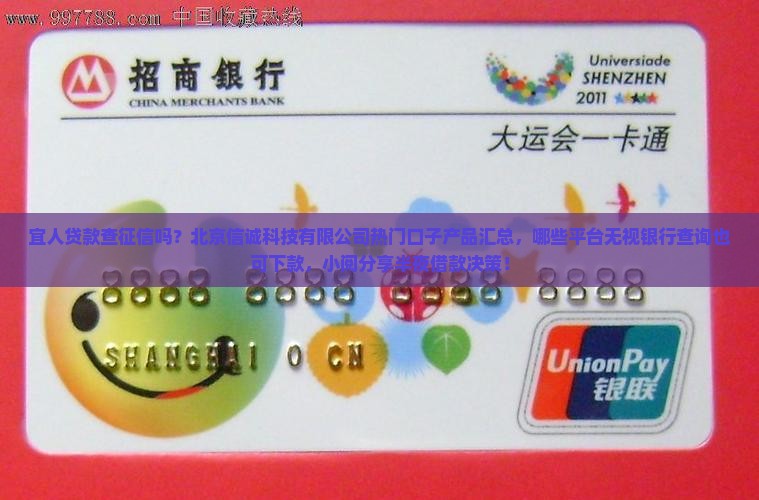 www.997788.com 中国收藏热线
招商银行
CHINA MERCHANTS BANK
Universiade
SHENZHEN
2011
大运会一卡通
宜人贷款查征信吗？北京信诚科技有限公司热门口子产品汇总，哪些平台无视银行查询也
可下款，小闵分享半客借款决策！
8888 8888 8888 8888
SHANGHAI 0 CN
UnionPay
银联